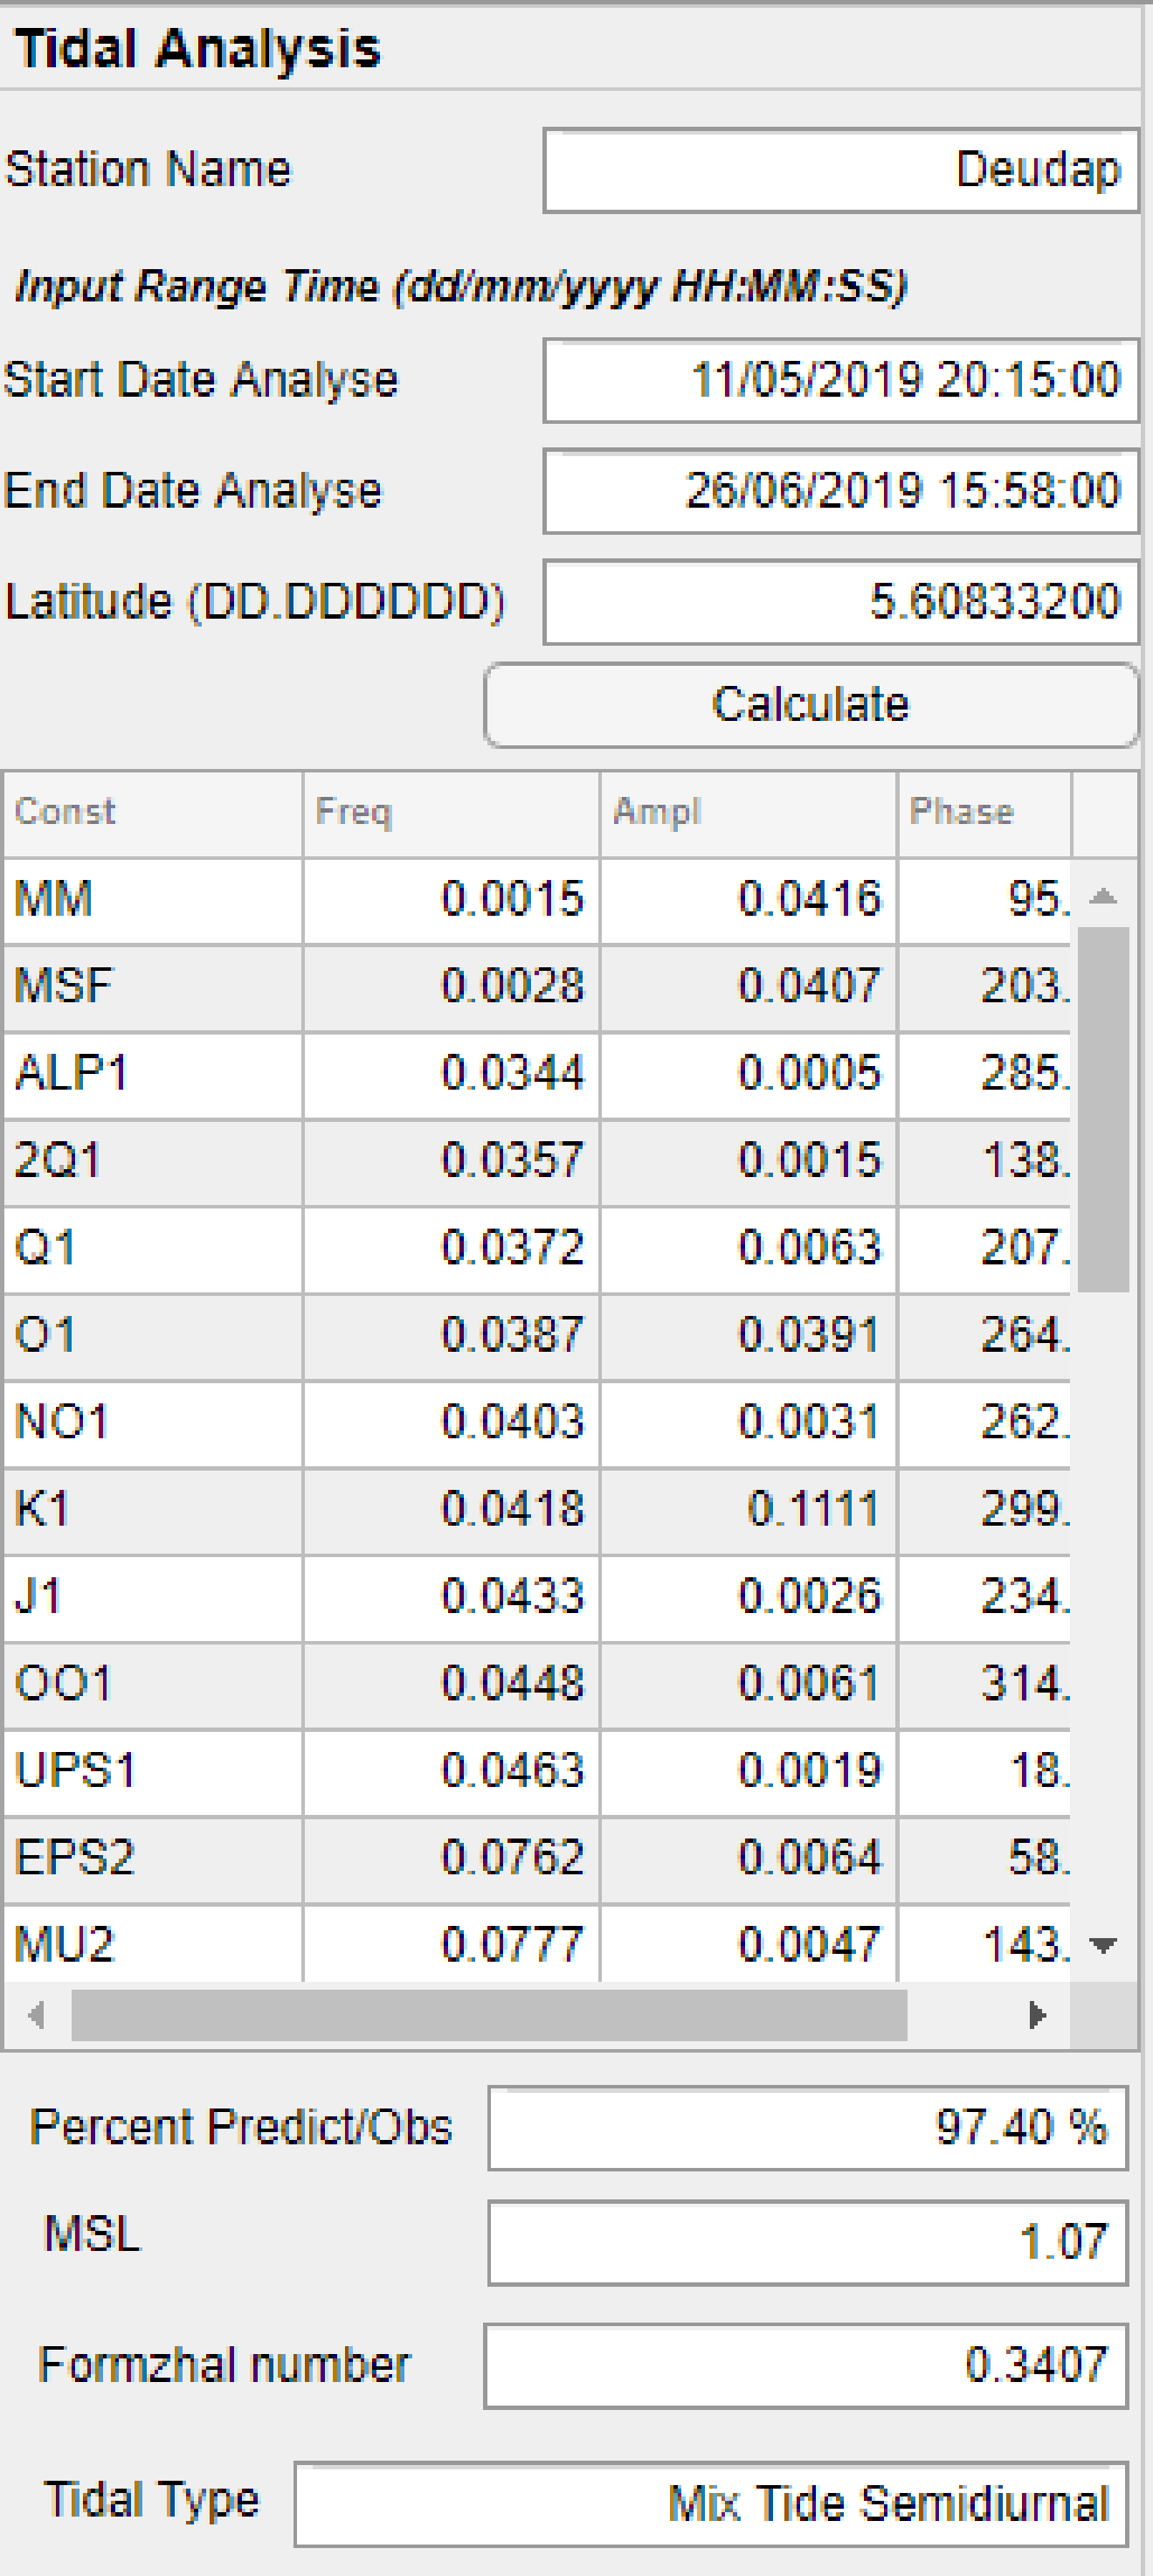 Tidal Analysis
Station Name Deudap
Input Range Time (dd/mm/yyyy HH:MM:SS)
Start Date Analyse 11/05/2019 20:15:00
End Date Analyse 26/06/2019 15:58:00
Latitude (DD.DDDDDD) 5.60833200
Calculate
Const Freq Ampl Phase
MM 0.0015 0.0416 95.
MSF 0.0028 0.0407 203.
ALP1 0.0344 0.0005 285.
2Q1 0.0357 0.0015 138.
Q1 0.0372 0.0063 207.
O1 0.0387 0.0391 264.
NO1 0.0403 0.0031 262.
K1 0.0418 0.1111 299.
J1 0.0433 0.0026 234.
OO1 0.0448 0.0061 314.
UPS1 0.0463 0.0019 18.
EPS2 0.0762 0.0064 58.
MU2 0.0777 0.0047 143.
Percent Predict/Obs 97.40 %
MSL 1.07
Formzhal number 0.3407
Tidal Type Mix Tide Semidiurnal